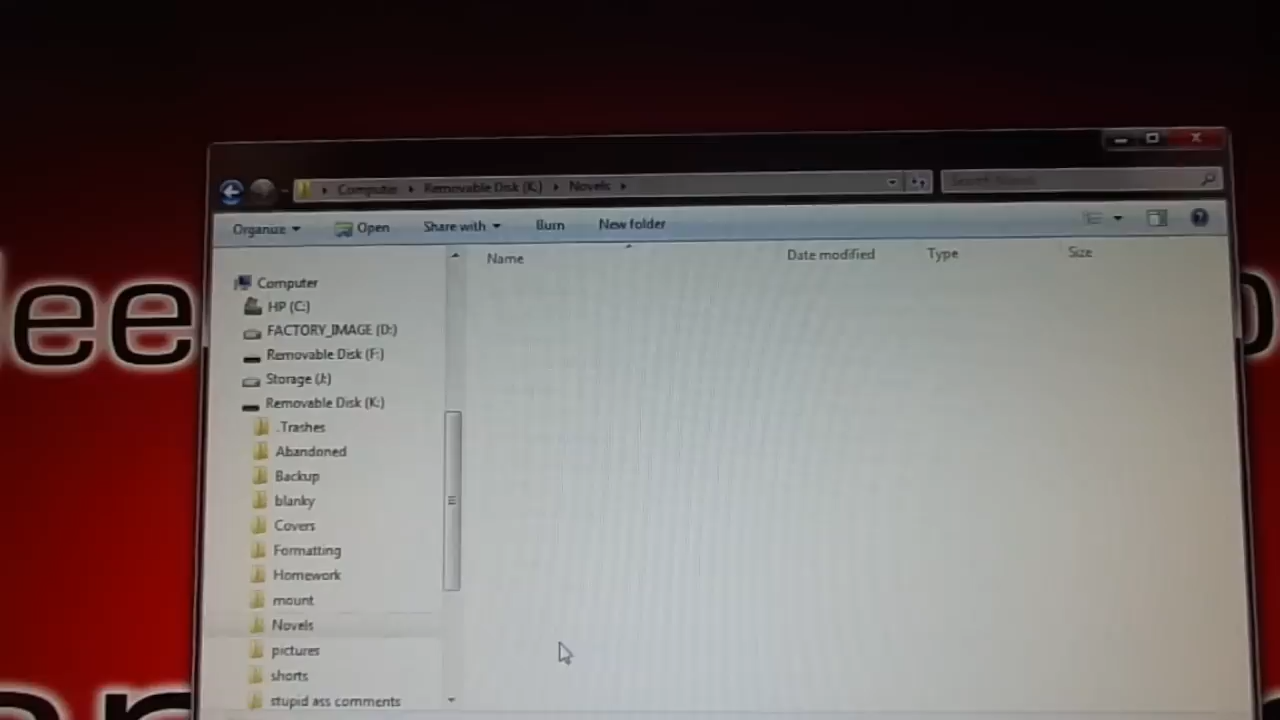 Computer Removable Disk (K:) Novels
Organize Open Share with Burn New folder
Name Date modified Type Size
Computer
HP (C:)
FACTORY_IMAGE (D:)
Removable Disk (F:)
Storage (J:)
Removable Disk (K:)
.Trashes
Abandoned
Backup
blanky
Covers
Formatting
Homework
mount
Novels
pictures
shorts
stupid ass comments
lee